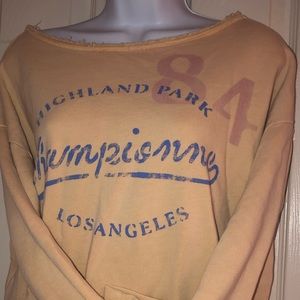 84
HIGHLAND PARK
Championne
LOS ANGELES